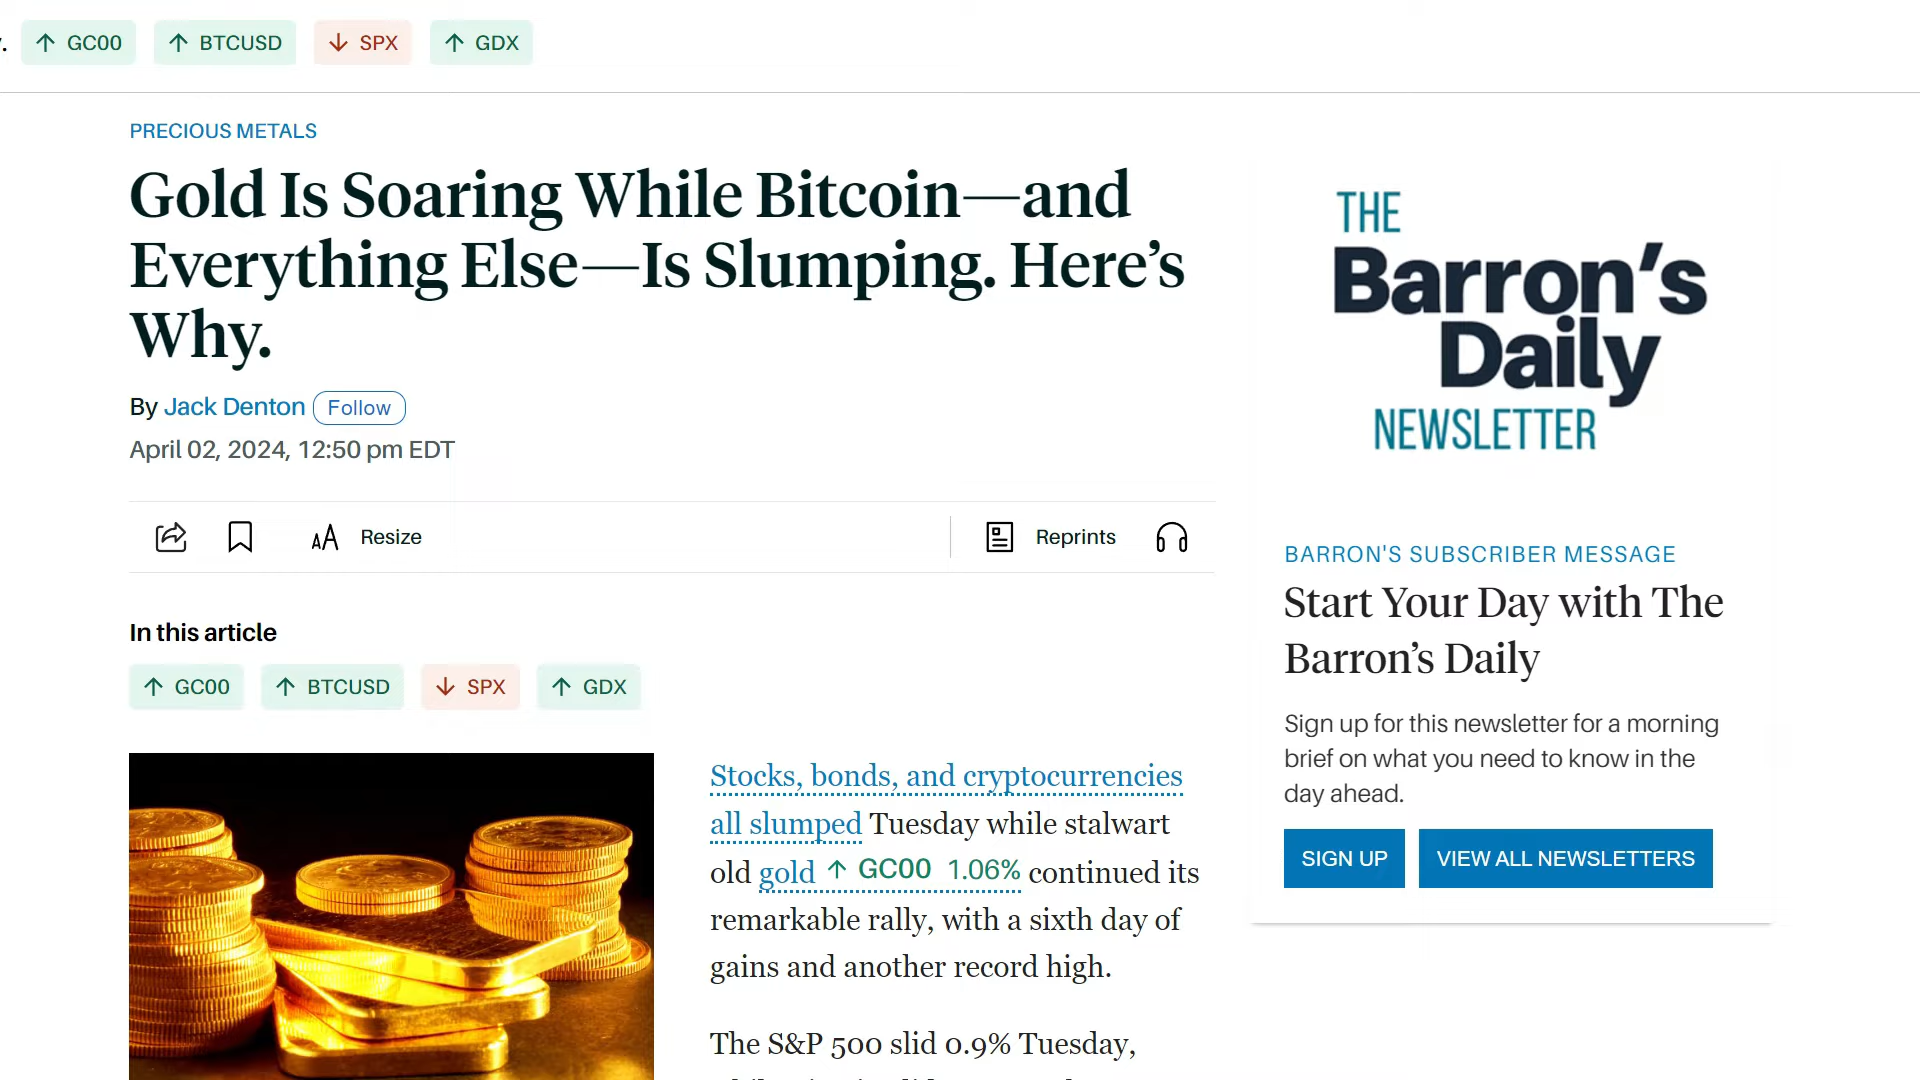 GC00 BTCUSD SPX GDX
PRECIOUS METALS
Gold Is Soaring While Bitcoin—and
Everything Else—Is Slumping. Here’s
Why.
By Jack Denton Follow
April 02, 2024, 12:50 pm EDT
Resize Reprints
In this article
GC00 BTCUSD SPX GDX
Stocks, bonds, and cryptocurrencies
all slumped Tuesday while stalwart
old gold ↑ GC00 1.06% continued its
remarkable rally, with a sixth day of
gains and another record high.
The S&P 500 slid 0.9% Tuesday,
THE
Barron’s
Daily
NEWSLETTER
BARRON'S SUBSCRIBER MESSAGE
Start Your Day with The
Barron’s Daily
Sign up for this newsletter for a morning
brief on what you need to know in the
day ahead.
SIGN UP VIEW ALL NEWSLETTERS